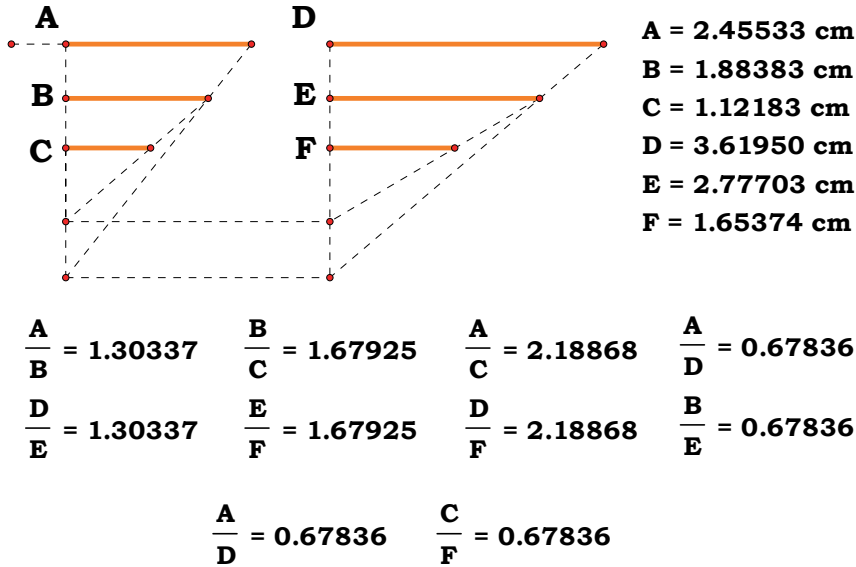 A D
B E
C F
A = 2.45533 cm
B = 1.88383 cm
C = 1.12183 cm
D = 3.61950 cm
E = 2.77703 cm
F = 1.65374 cm
A/B = 1.30337 B/C = 1.67925 A/C = 2.18868 A/D = 0.67836
D/E = 1.30337 E/F = 1.67925 D/F = 2.18868 B/E = 0.67836
A/D = 0.67836 C/F = 0.67836